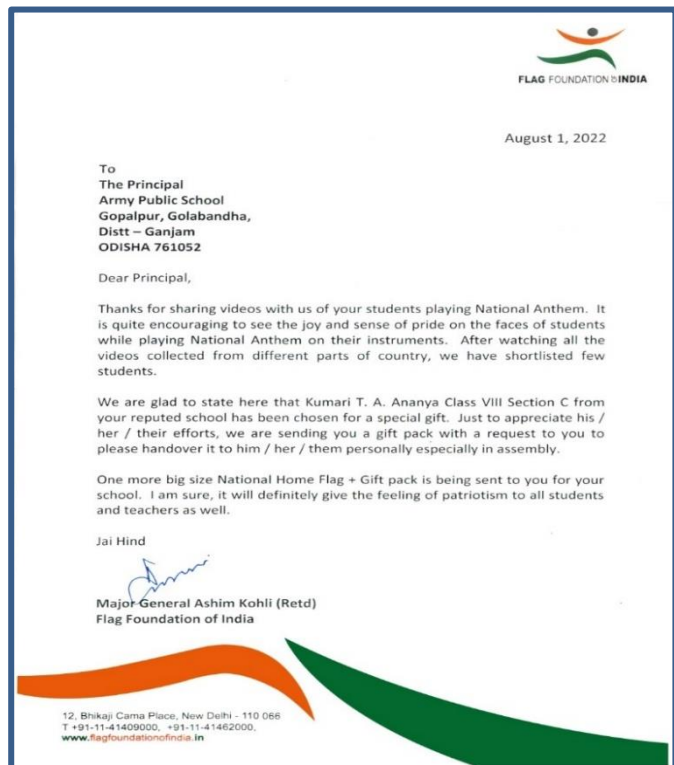 FLAG FOUNDATION OF INDIA
August 1, 2022
To
The Principal
Army Public School
Gopalpur, Golabandha,
Distt – Ganjam
ODISHA 761052
Dear Principal,
Thanks for sharing videos with us of your students playing National Anthem. It
is quite encouraging to see the joy and sense of pride on the faces of students
while playing National Anthem on their instruments. After watching all the
videos collected from different parts of country, we have shortlisted few
students.
We are glad to state here that Kumari T. A. Ananya Class VIII Section C from
your reputed school has been chosen for a special gift. Just to appreciate his /
her / their efforts, we are sending you a gift pack with a request to you to
please handover it to him / her / them personally especially in assembly.
One more big size National Home Flag + Gift pack is being sent to you for your
school. I am sure, it will definitely give the feeling of patriotism to all students
and teachers as well.
Jai Hind
Major General Ashim Kohli (Retd)
Flag Foundation of India
12, Bhikaji Cama Place, New Delhi - 110 066
T +91-11-41409000, +91-11-41462000,
www.flagfoundationofindia.in